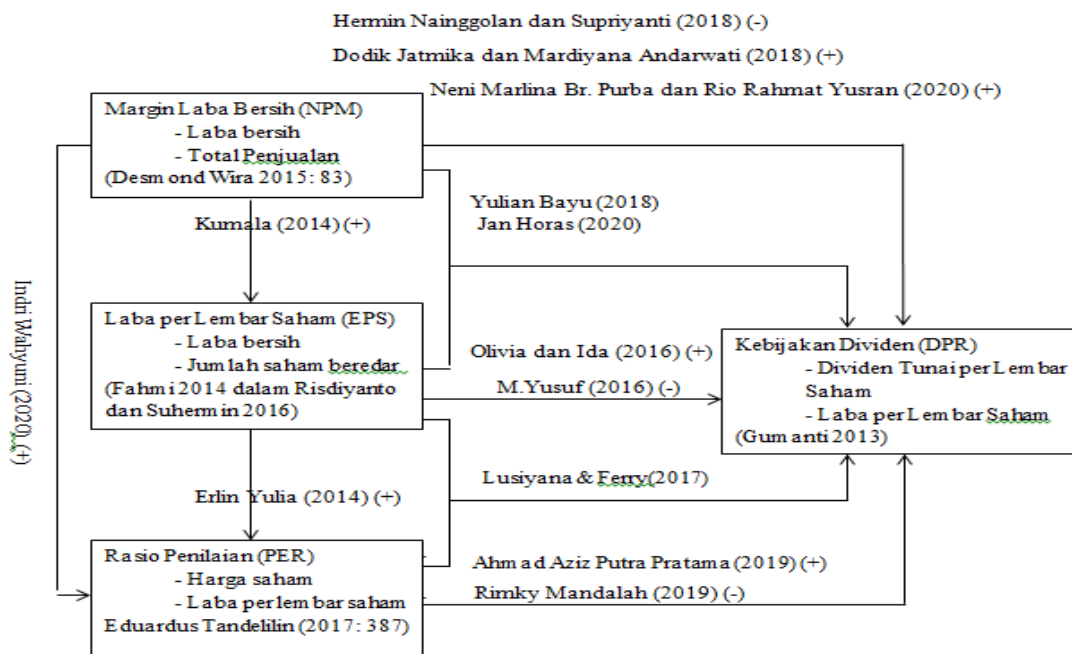 Hermin Nainggolan dan Supriyanti (2018) (-)
Dodik Jatmika dan Mardiyana Andarwati (2018) (+)
Neni Marlina Br. Purba dan Rio Rahmat Yusran (2020) (+)
Margin Laba Bersih (NPM)
- Laba bersih
- Total Penjualan
(Desmond Wira 2015: 83)
Yulian Bayu (2018)
Jan Horas (2020)
Kumala (2014) (+)
Indri Wahyuni (2020) (+)
Laba per Lembar Saham (EPS)
- Laba bersih
- Jumlah saham beredar
(Fahmi 2014 dalam Risdiyanto
dan Suhermin 2016)
Olivia dan Ida (2016) (+)
M.Yusuf (2016) (-)
Kebijakan Dividen (DPR)
- Dividen Tunai per Lembar
Saham
- Laba per Lembar Saham
(Gumanti 2013)
Lusiyana & Ferry(2017)
Erlin Yulia (2014) (+)
Rasio Penilaian (PER)
- Harga saham
- Laba perlembar saham
Eduardus Tandelilin (2017: 387)
Ahmad Aziz Putra Pratama (2019) (+)
Rimky Mandalah (2019) (-)